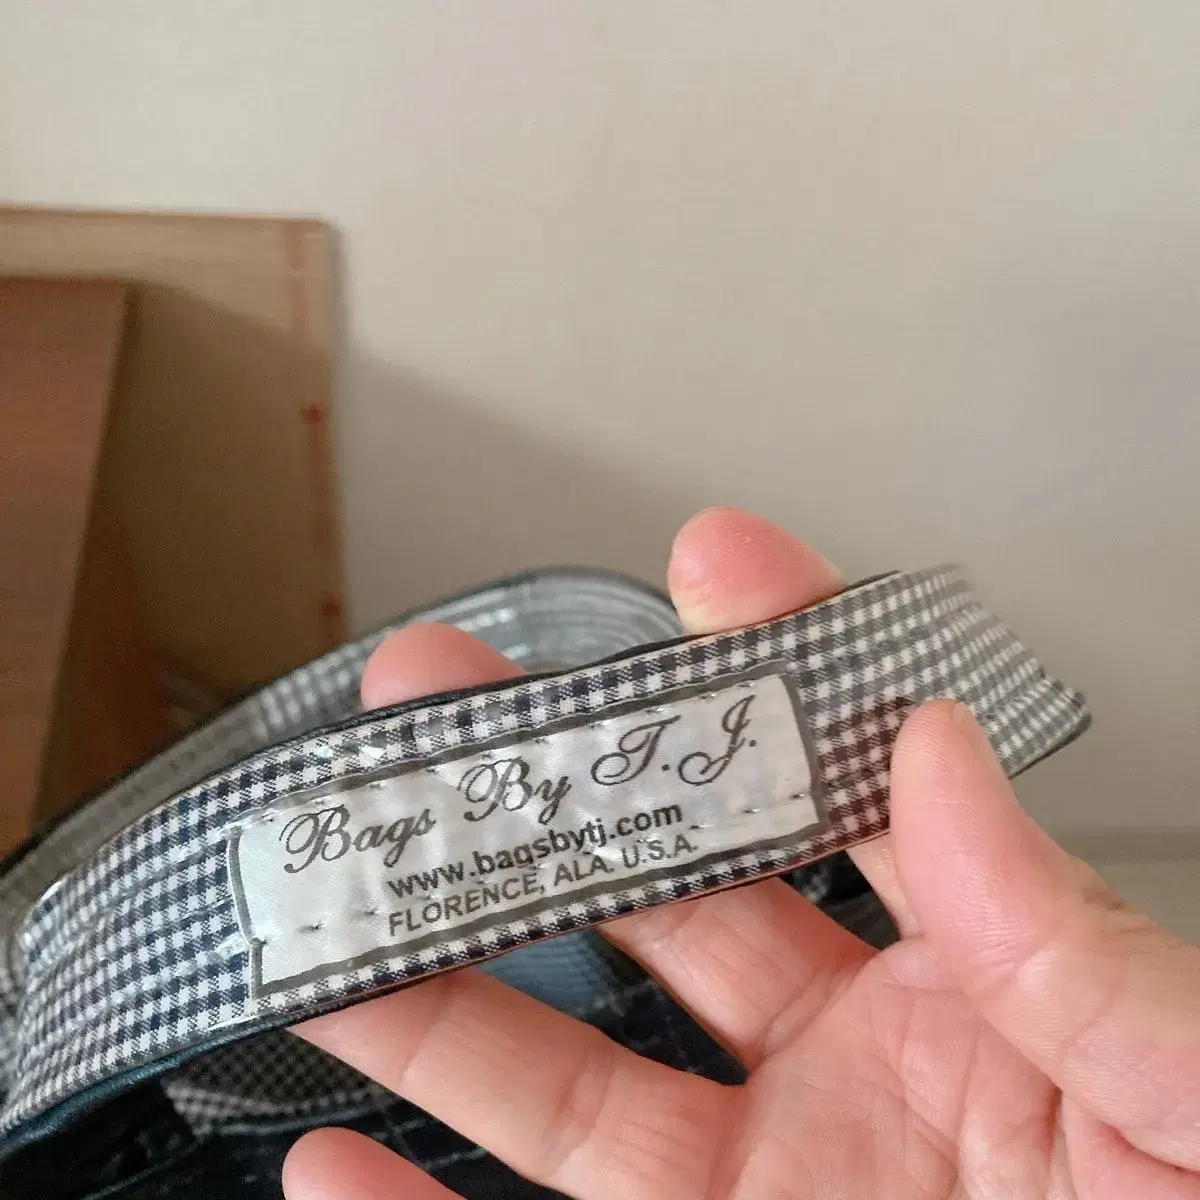 Bags By T. J.
www.bagsbytj.com
FLORENCE, ALA. U.S.A.